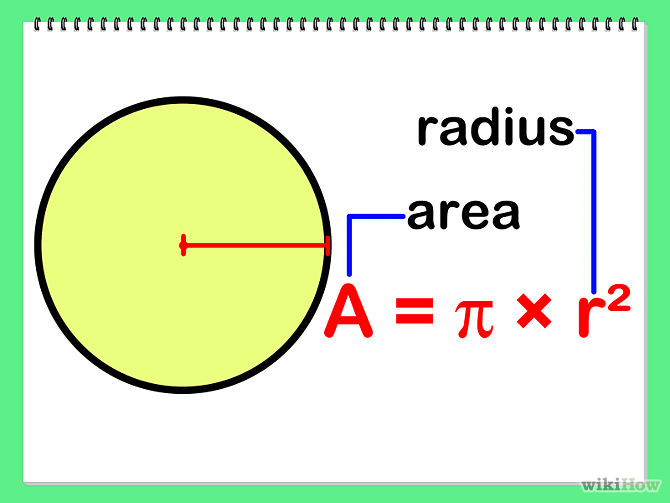 radius
area
A = π × r²
wikiHow